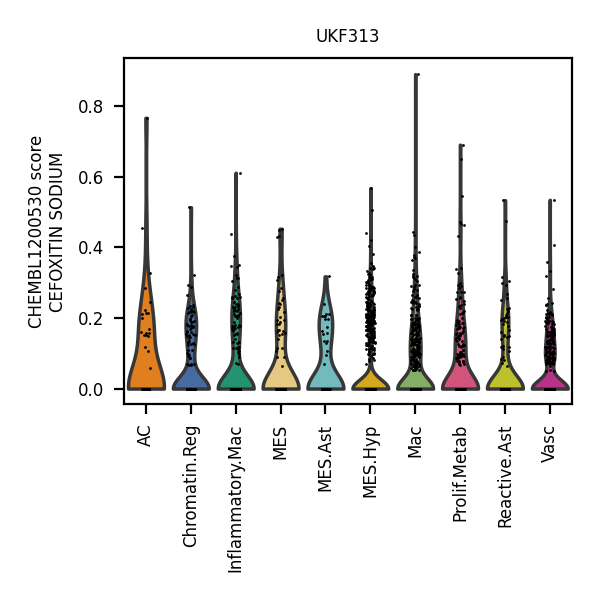 UKF313
CHEMBL1200530 score
CEFOXITIN SODIUM
0.8
0.6
0.4
0.2
0.0
AC
Chromatin.Reg
Inflammatory.Mac
MES
MES.Ast
MES.Hyp
Mac
Prolif.Metab
Reactive.Ast
Vasc